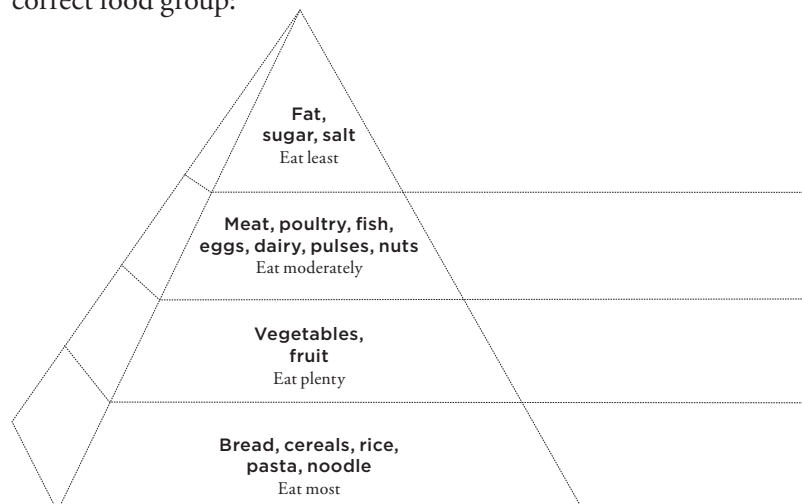 correct food group:
Fat,
sugar, salt
Eat least
Meat, poultry, fish,
eggs, dairy, pulses, nuts
Eat moderately
Vegetables,
fruit
Eat plenty
Bread, cereals, rice,
pasta, noodle
Eat most